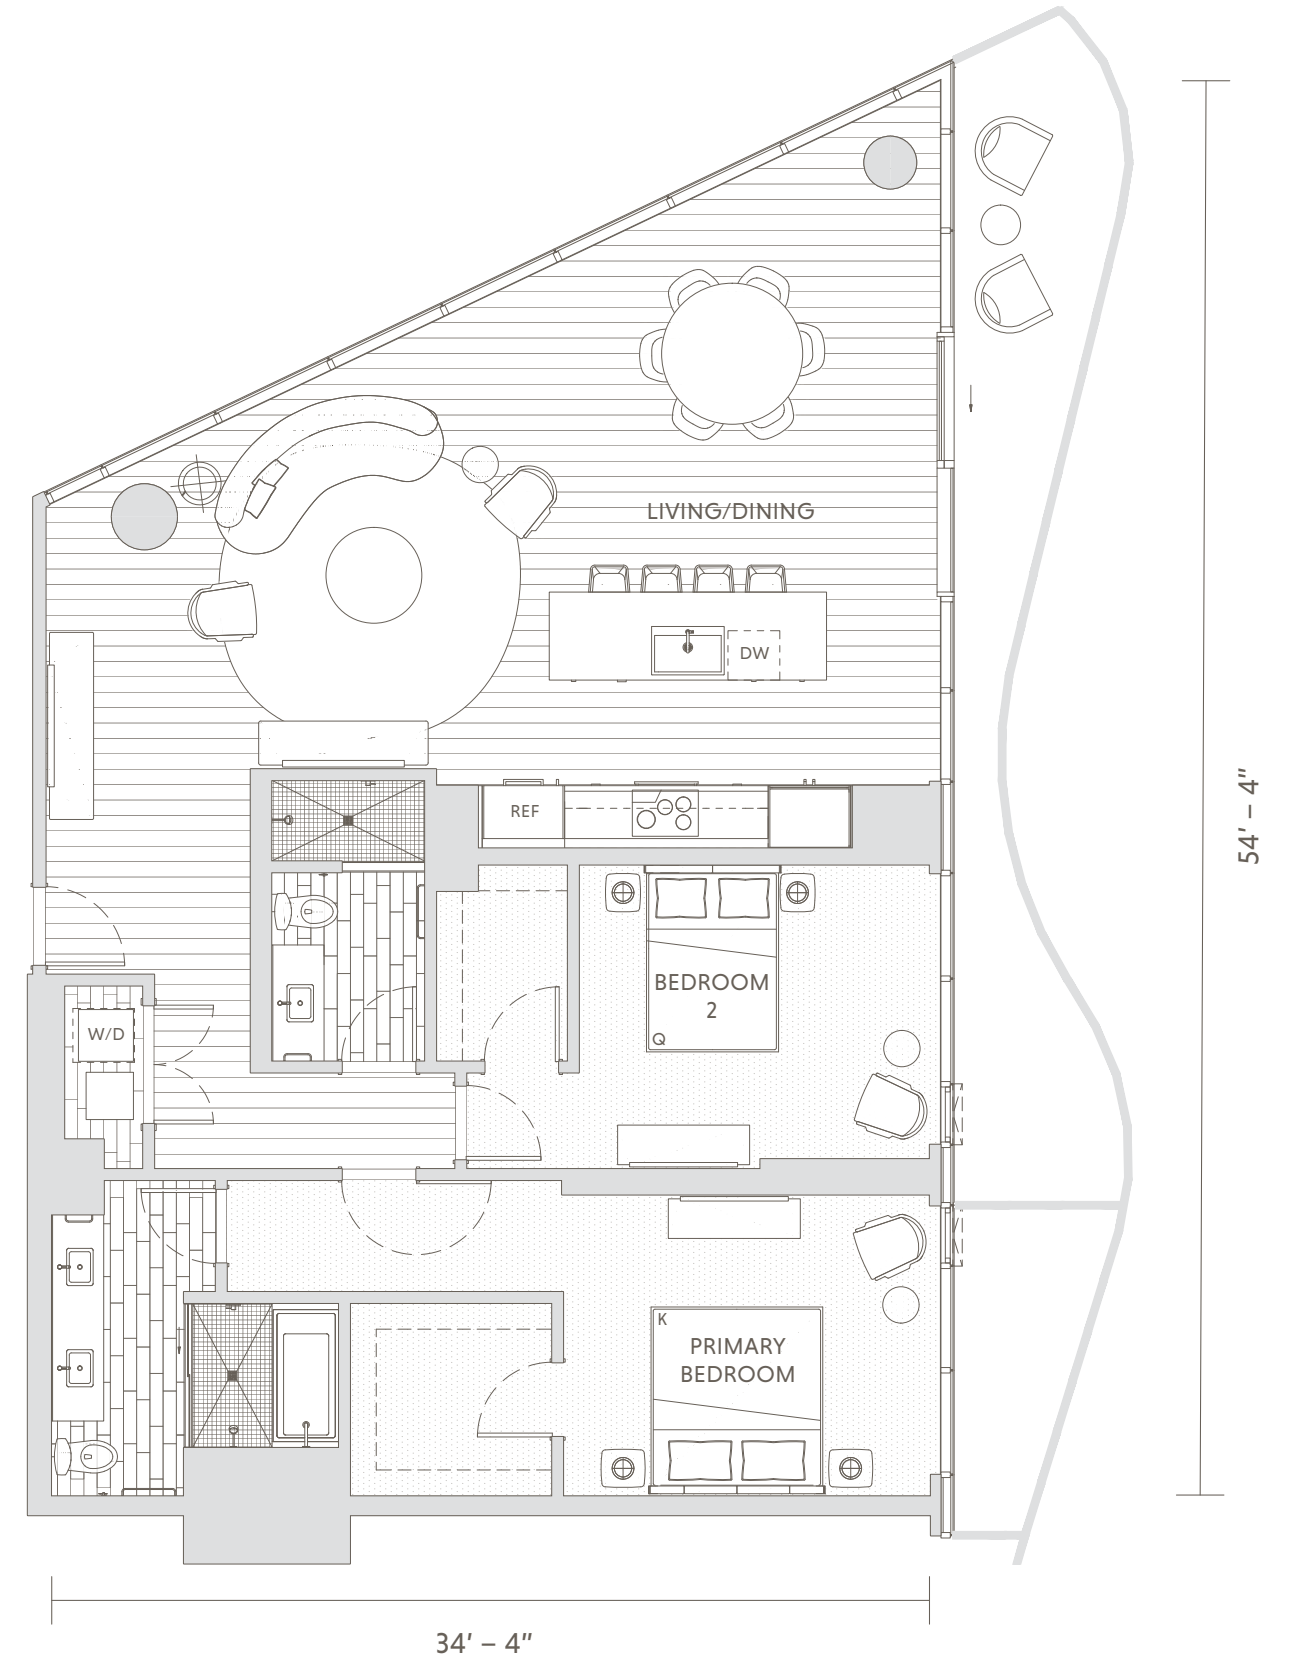 LIVING/DINING
DW
REF
54′ – 4″
BEDROOM
2
Q
W/D
K
PRIMARY
BEDROOM
34′ – 4″